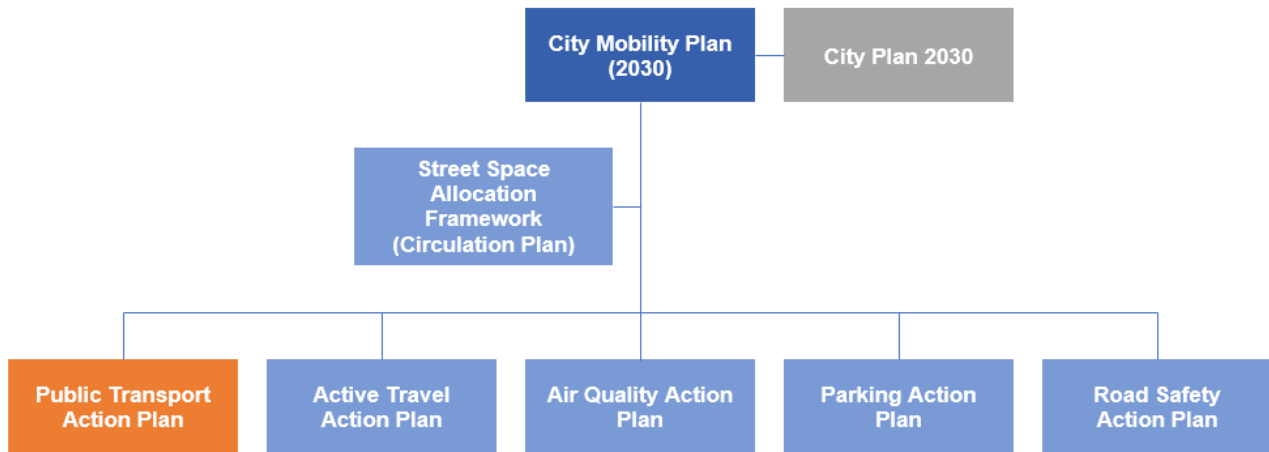 City Mobility Plan
(2030)
City Plan 2030
Street Space
Allocation
Framework
(Circulation Plan)
Public Transport
Action Plan
Active Travel
Action Plan
Air Quality Action
Plan
Parking Action
Plan
Road Safety
Action Plan